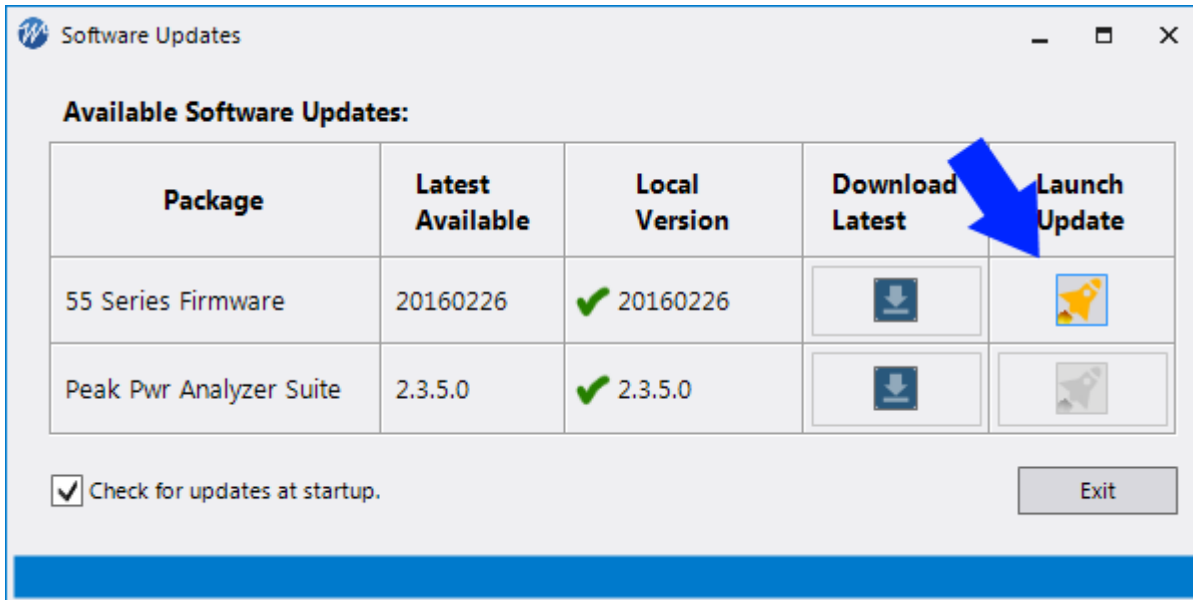 Software Updates
Available Software Updates:
Package
Latest
Available
Local
Version
Download
Latest
Launch
Update
55 Series Firmware
20160226
20160226
Peak Pwr Analyzer Suite
2.3.5.0
2.3.5.0
Check for updates at startup.
Exit